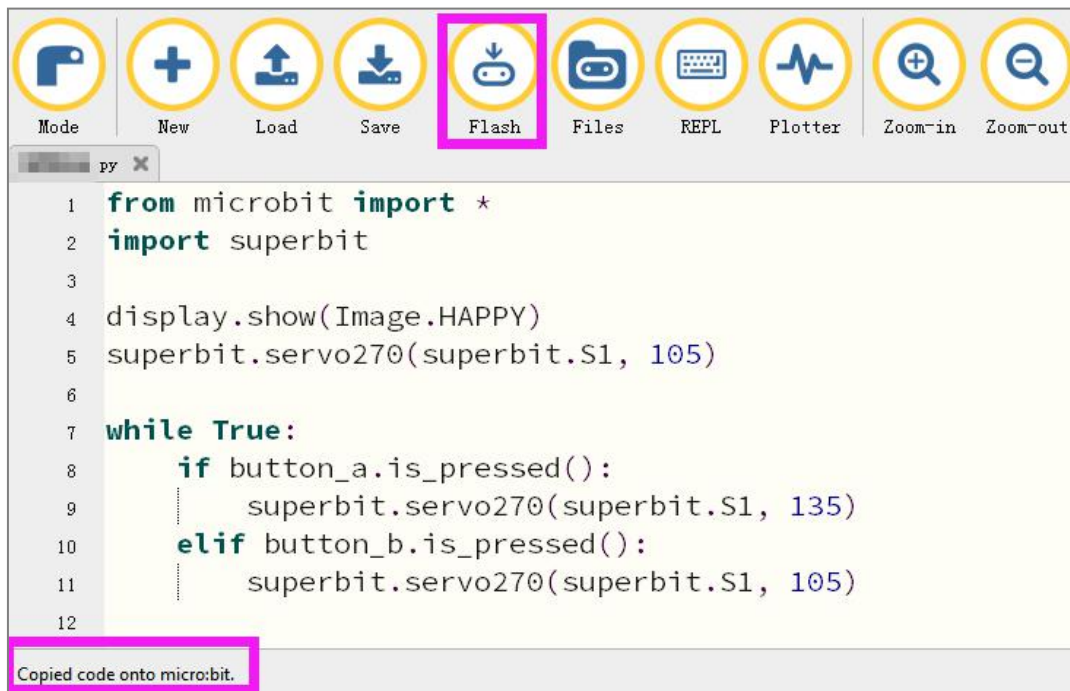 Mode New Load Save Flash Files REPL Plotter Zoom-in Zoom-out
py
1 from microbit import *
2 import superbit
3
4 display.show(Image.HAPPY)
5 superbit.servo270(superbit.S1, 105)
6
7 while True:
8     if button_a.is_pressed():
9         superbit.servo270(superbit.S1, 135)
10     elif button_b.is_pressed():
11         superbit.servo270(superbit.S1, 105)
12
Copied code onto micro:bit.